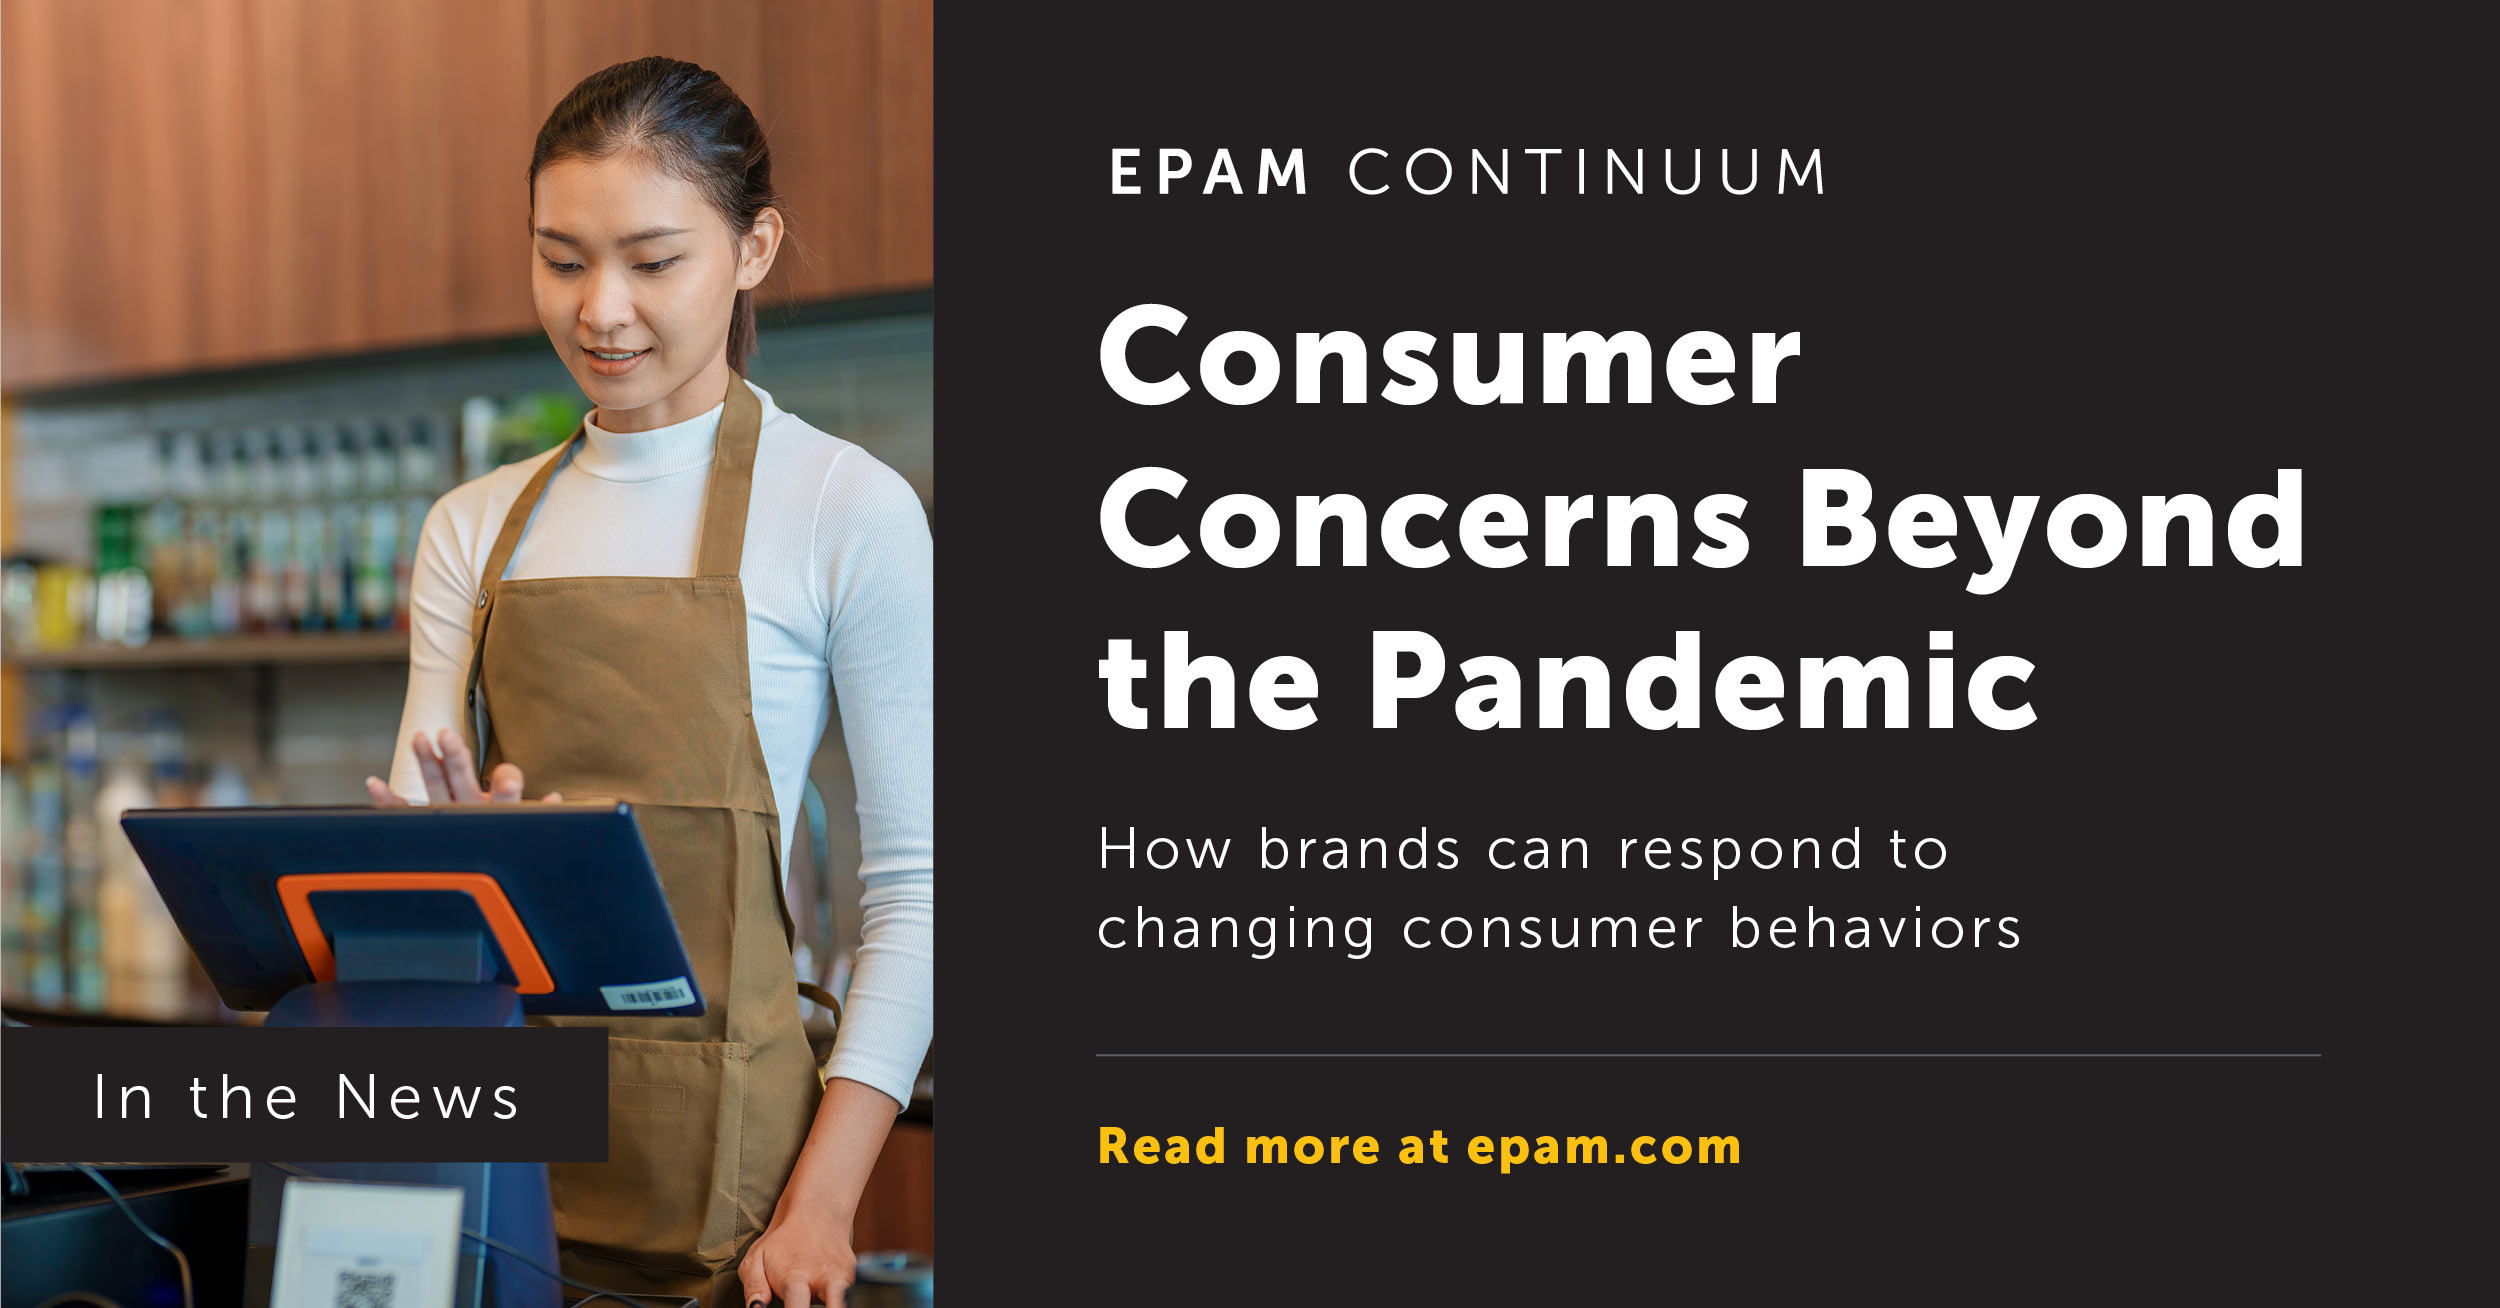 EPAM CONTINUUM
Consumer
Concerns Beyond
the Pandemic
How brands can respond to
changing consumer behaviors
Read more at epam.com
In the News